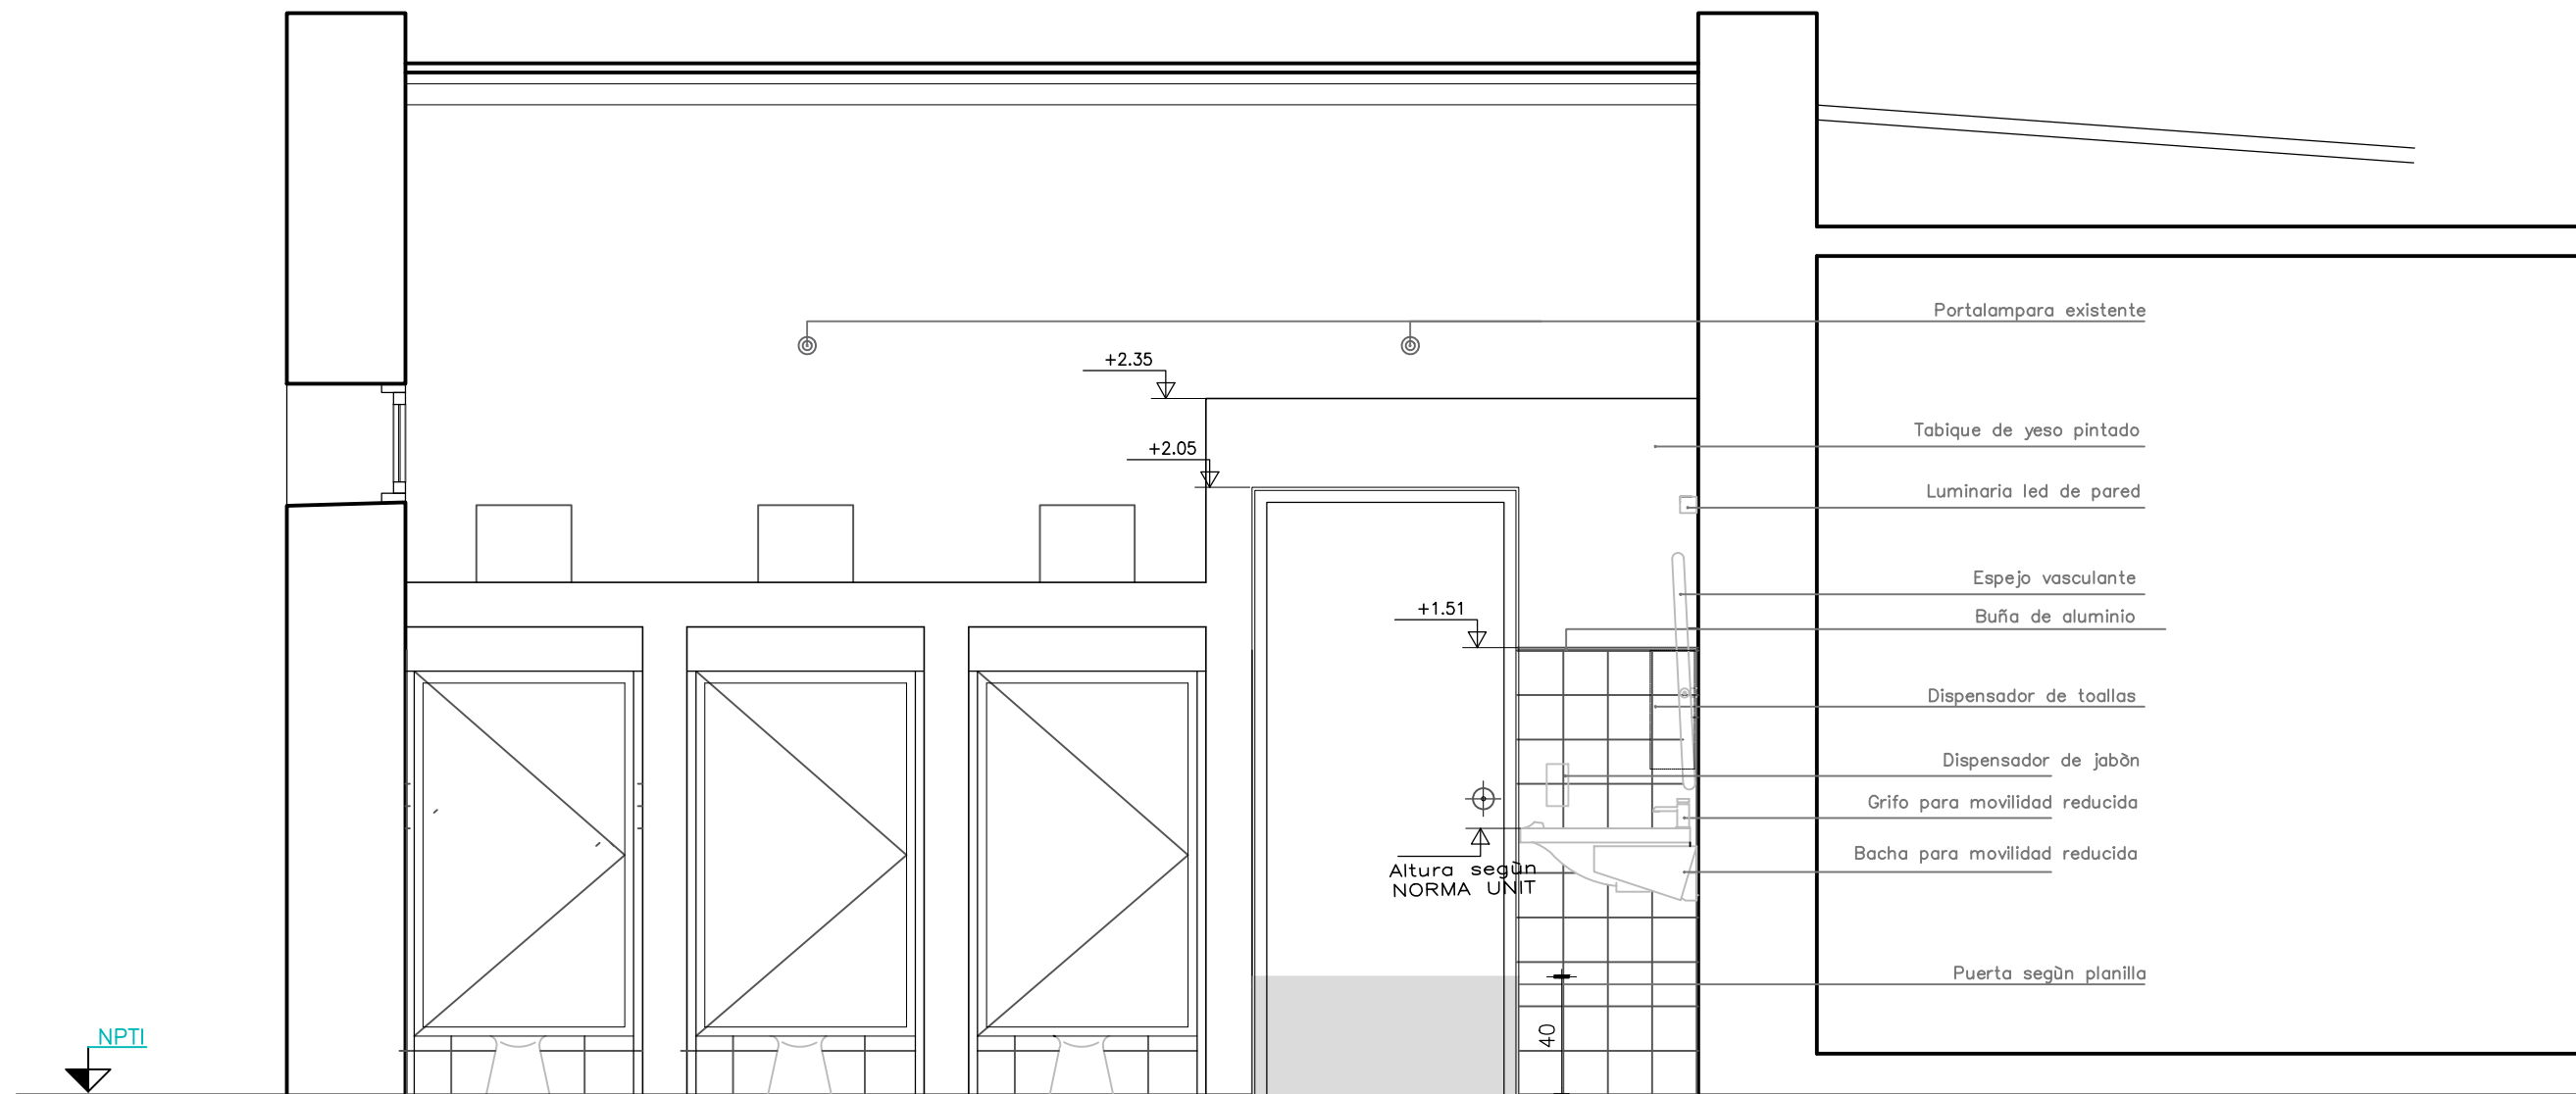 Portalampara existente
+2.35
Tabique de yeso pintado
+2.05
Luminaria led de pared
Espejo vasculante
+1.51
Buña de aluminio
Dispensador de toallas
Dispensador de jabòn
Grifo para movilidad reducida
Bacha para movilidad reducida
Altura segùn
NORMA UNIT
Puerta segùn planilla
40
NPTI